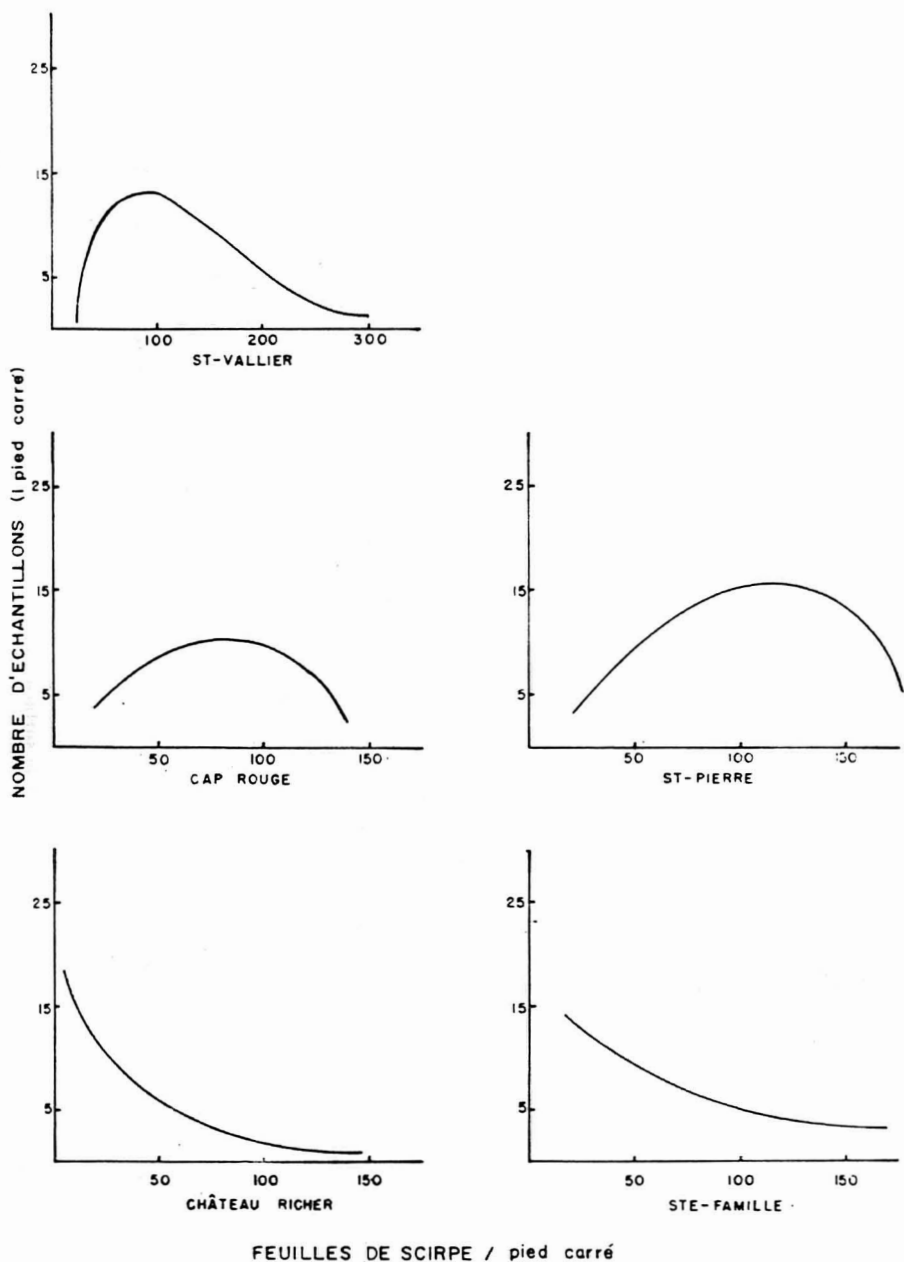 NOMBRE D'ECHANTILLONS (1 pied carré)
25
15
5
100 200 300
ST-VALLIER
25
15
5
50 100 150
CAP ROUGE
25
15
5
50 100 150
ST-PIERRE
25
15
5
50 100 150
CHÂTEAU RICHER
25
15
5
50 100 150
STE-FAMILLE
FEUILLES DE SCIRPE / pied carré